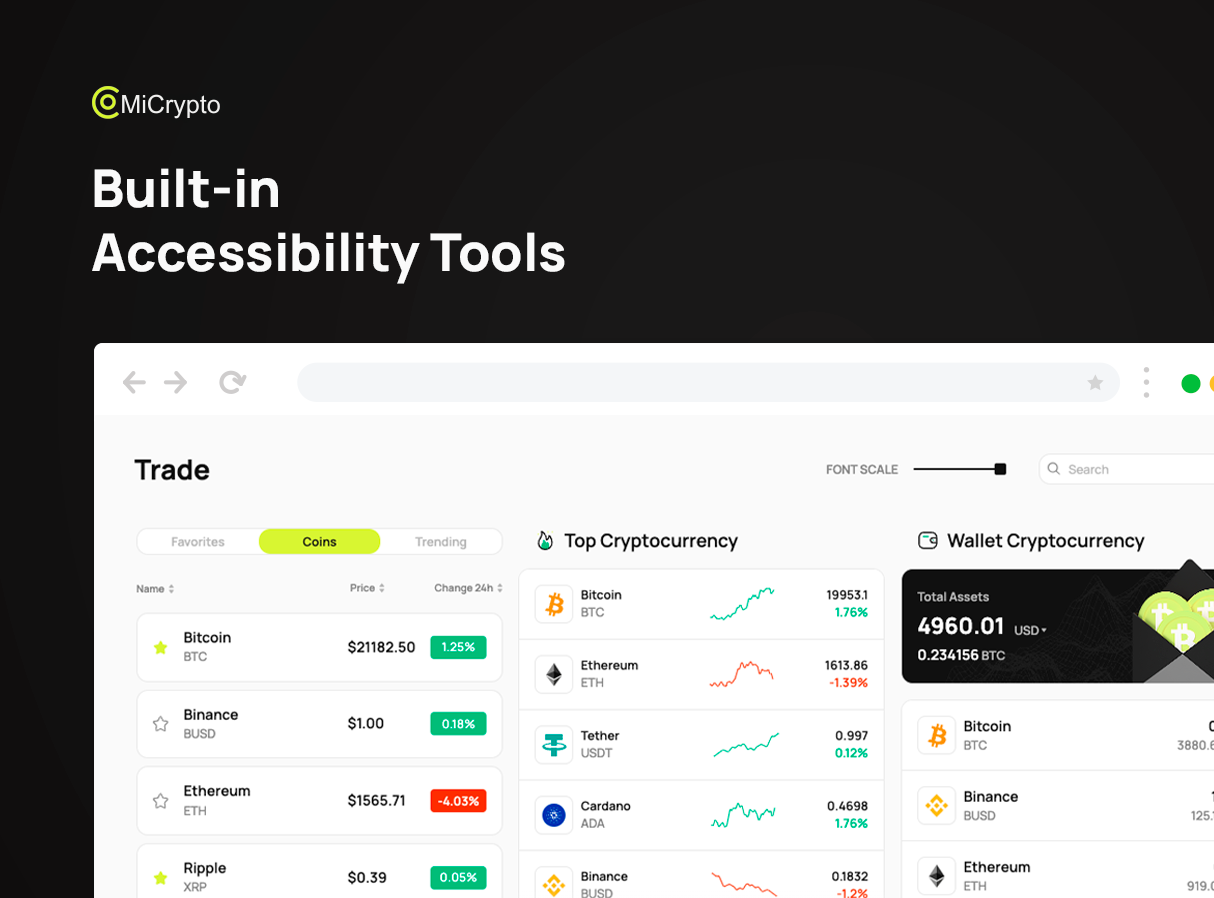 MiCrypto
Built-in
Accessibility Tools
Trade
FONT SCALE
Search
Favorites
Coins
Trending
Name
Price
Change 24h
Bitcoin
BTC
$21182.50
1.25%
Binance
BUSD
$1.00
0.18%
Ethereum
ETH
$1565.71
-4.03%
Ripple
XRP
$0.39
0.05%
Top Cryptocurrency
Bitcoin
BTC
19953.1
1.76%
Ethereum
ETH
1613.86
-1.39%
Tether
USDT
0.997
0.12%
Cardano
ADA
0.4698
1.76%
Binance
BUSD
0.1832
-1.2%
Wallet Cryptocurrency
Total Assets
4960.01 USD
0.234156 BTC
Bitcoin
BTC
3880.6
Binance
BUSD
125.
Ethereum
ETH
919.0